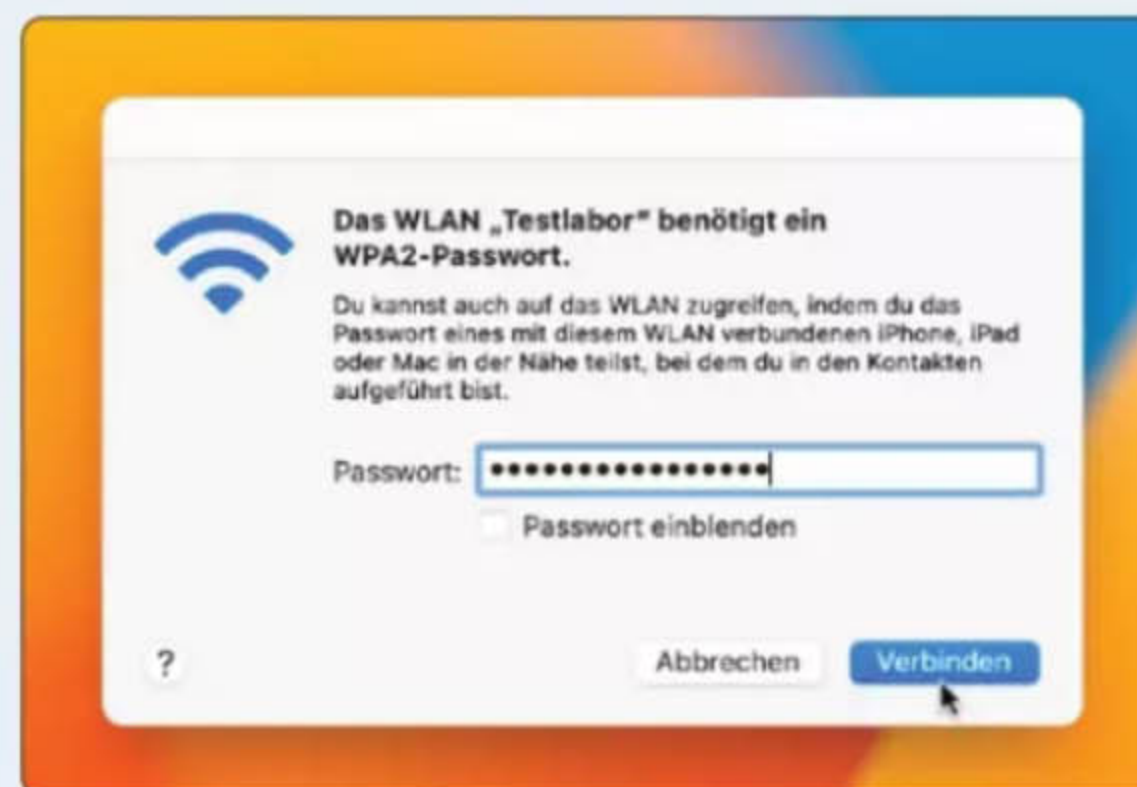 Das WLAN „Testlabor“ benötigt ein
WPA2-Passwort.
Du kannst auch auf das WLAN zugreifen, indem du das
Passwort eines mit diesem WLAN verbundenen iPhone, iPad
oder Mac in der Nähe teilst, bei dem du in den Kontakten
aufgeführt bist.
Passwort: ••••••••••••••••
Passwort einblenden
? Abbrechen Verbinden